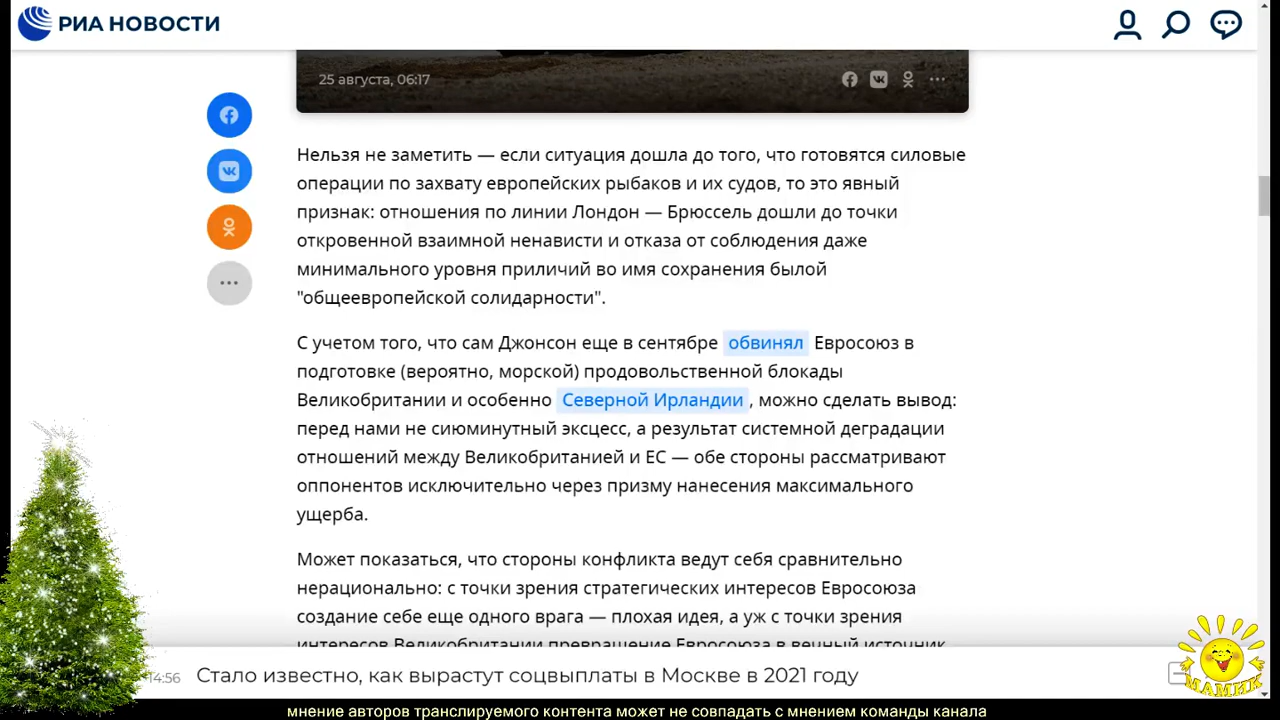 РИА НОВОСТИ
25 августа, 06:17
Нельзя не заметить — если ситуация дошла до того, что готовятся силовые
операции по захвату европейских рыбаков и их судов, то это явный
признак: отношения по линии Лондон — Брюссель дошли до точки
откровенной взаимной ненависти и отказа от соблюдения даже
минимального уровня приличий во имя сохранения былой
"общеевропейской солидарности".
С учетом того, что сам Джонсон еще в сентябре обвинял Евросоюз в
подготовке (вероятно, морской) продовольственной блокады
Великобритании и особенно Северной Ирландии , можно сделать вывод:
перед нами не сиюминутный эксцесс, а результат системной деградации
отношений между Великобританией и ЕС — обе стороны рассматривают
оппонентов исключительно через призму нанесения максимального
ущерба.
Может показаться, что стороны конфликта ведут себя сравнительно
нерационально: с точки зрения стратегических интересов Евросоюза
создание себе еще одного врага — плохая идея, а уж с точки зрения
интересов Великобритании превращение Евросоюза в вечный источник
14:56 Стало известно, как вырастут соцвыплаты в Москве в 2021 году
МАМИК
мнение авторов транслируемого контента может не совпадать с мнением команды канала